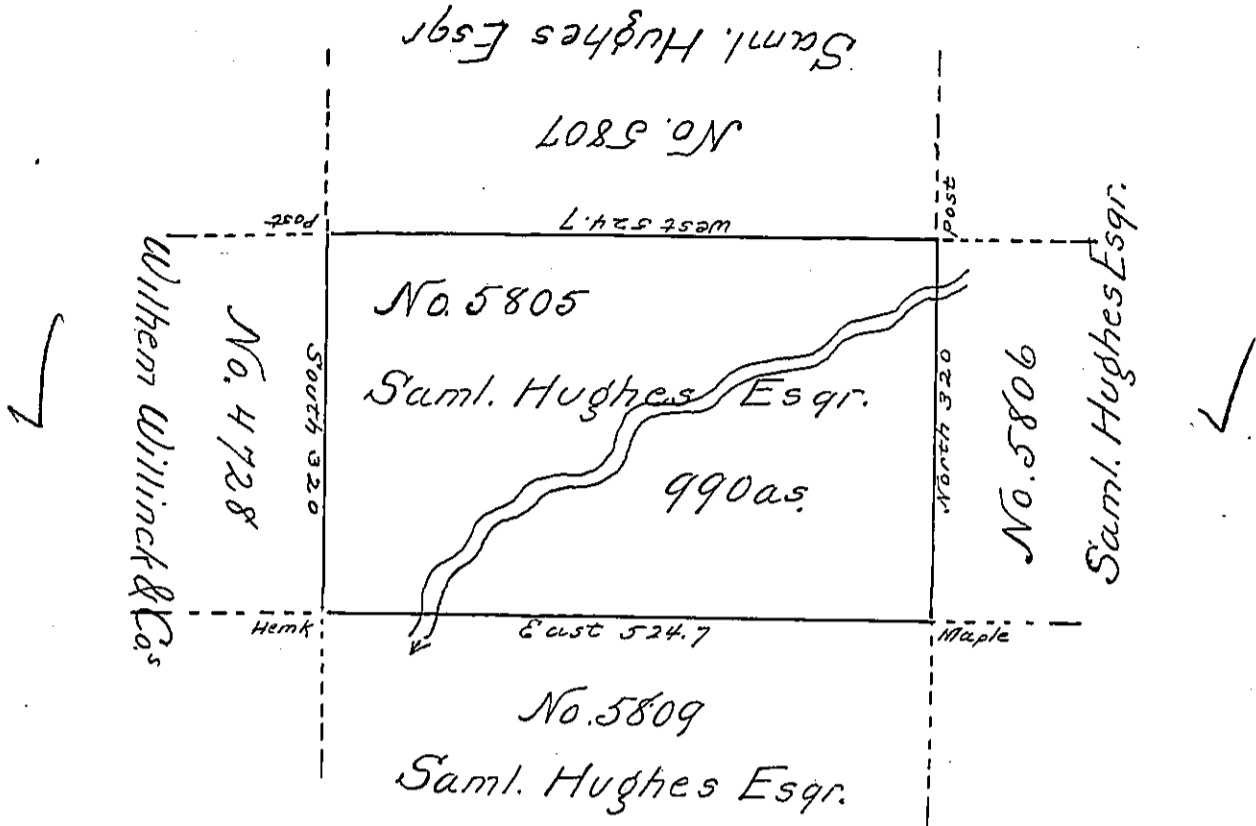 Saml. Hughes Esqr
No. 5807
West 524.7
Post
Post
No. 5805
Saml. Hughes Esqr.
990as.
South 320
No. 4728
Wilhem Willinck & Co.s
North 320
No. 5806
Saml. Hughes Esqr.
Hemk
East 524.7
Maple
No. 5809
Saml. Hughes Esqr.